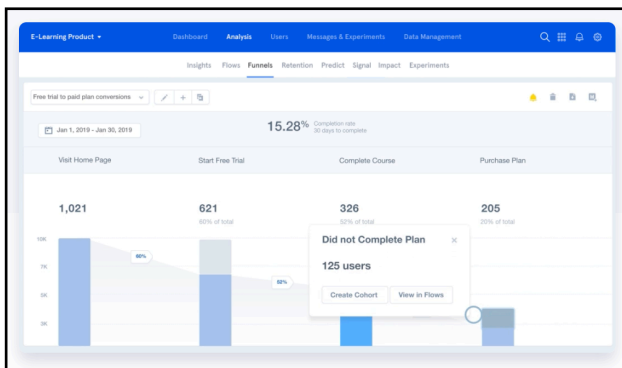 E-Learning Product
Dashboard Analysis Users Messages & Experiments Data Management
Insights Flows Funnels Retention Predict Signal Impact Experiments
Free trial to paid plan conversions
Jan 1, 2019 - Jan 30, 2019
15.28% Completion rate
30 days to complete
Visit Home Page Start Free Trial Complete Course Purchase Plan
1,021 621 326 205
60% of total 52% of total 20% of total
Did not Complete Plan
125 users
Create Cohort View in Flows
10K
60%
7K
52%
5K
3K